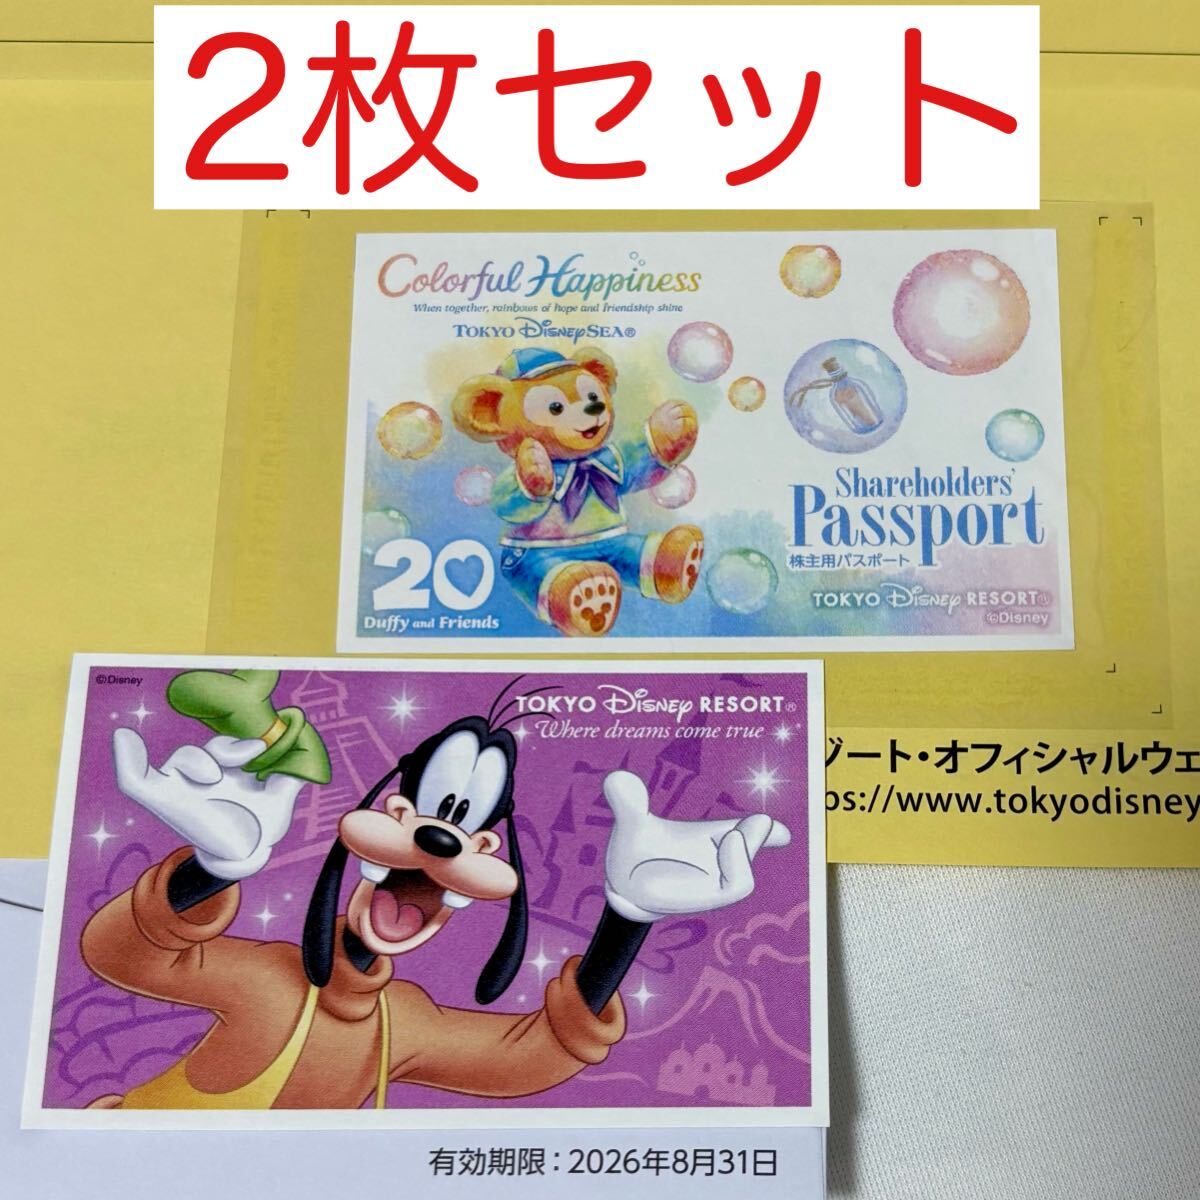 2枚セット
Colorful Happiness
When together, rainbows of hope and friendship shine
TOKYO DisneySEA®
Shareholders'
Passport
株主用パスポート
20
Duffy and Friends
TOKYO Disney RESORT®
©Disney
©Disney
TOKYO Disney RESORT®
Where dreams come true
ゾート・オフィシャルウェ
ps://www.tokyodisney
有効期限：2026年8月31日